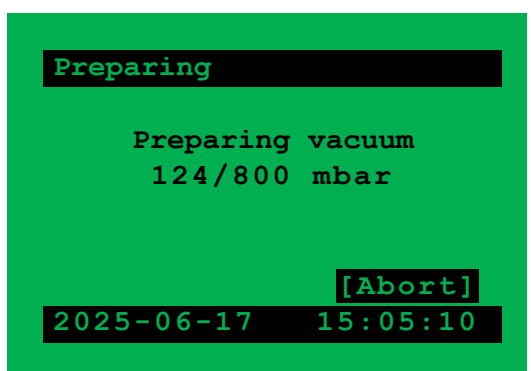 Preparing
Preparing vacuum
124/800 mbar
[Abort]
2025-06-17 15:05:10